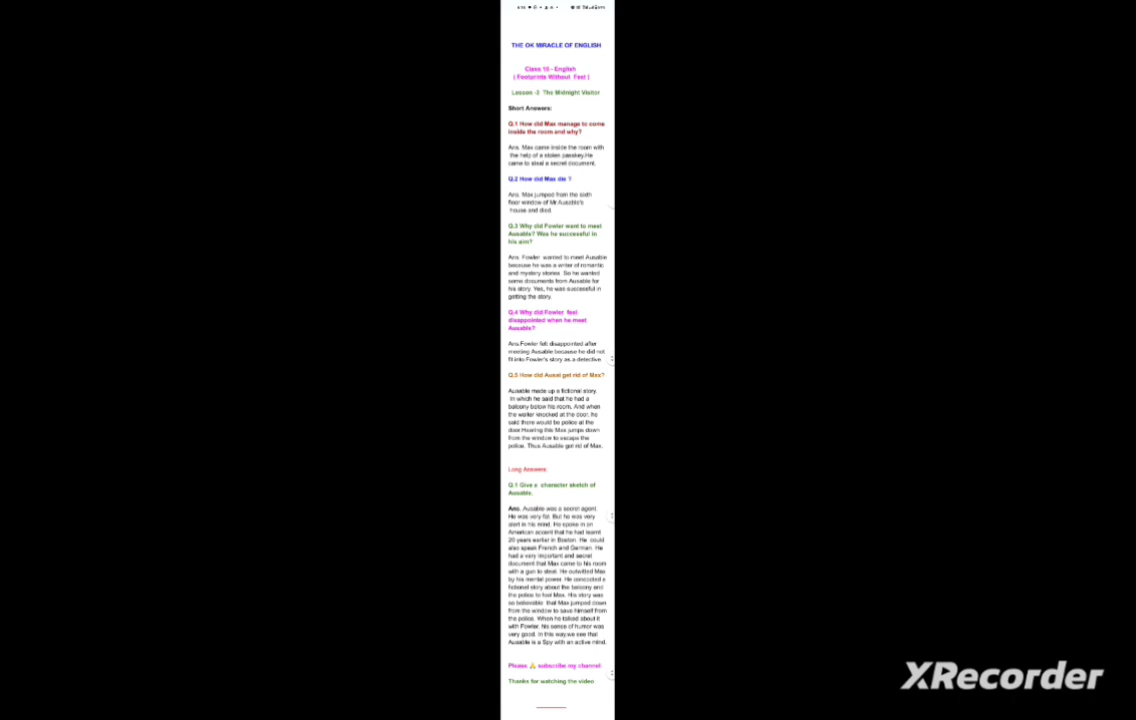 THE OK MIRACLE OF ENGLISH
Class 10 - English
( Footprints Without Feet )
Lesson -3 The Midnight Visitor
Short Answers:
Q.1 How did Max manage to come
inside the room and why?
Ans. Max came inside the room with
the help of a stolen passkey.He
came to steal a secret document.
Q.2 How did Max die ?
Ans. Max jumped from the sixth
floor window of Mr.Ausable's
house and died.
Q.3 Why did Fowler want to meet
Ausable? Was he successful in
his aim?
Ans. Fowler wanted to meet Ausable
because he was a writer of romantic
and mystery stories. So he wanted
some documents from Ausable for
his story. Yes, he was successful in
getting the story.
Q.4 Why did Fowler feel
disappointed when he meet
Ausable?
Ans.Fowler felt disappointed after
meeting Ausable because he did not
fit into Fowler's story as a detective
Q.5 How did Ausal get rid of Max?
Ausable made up a fictional story.
In which he said that he had a
balcony below his room. And when
the waiter knocked at the door, he
said there would be police at the
door.Hearing this Max jumps down
from the window to escape the
police. Thus Ausable got rid of Max.
Long Answers
Q.1 Give a character sketch of
Ausable.
Ans. Ausable was a secret agent.
He was very fat. But he was very
alert in his mind. He spoke in an
American accent that he had learnt
20 years earlier in Boston. He could
also speak French and German. He
had a very important and secret
document that Max came to his room
with a gun to steal. He outwitted Max
by his mental power. He concocted a
fictional story about the balcony and
the police to fool Max. His story was
so believable that Max jumped down
from the window to save himself from
the police. When he talked about it
with Fowler, his sense of humor was
very good. In this way,we see that
Ausable is a Spy with an active mind.
Please 🙏 subscribe my channel
Thanks for watching the video
XRecorder